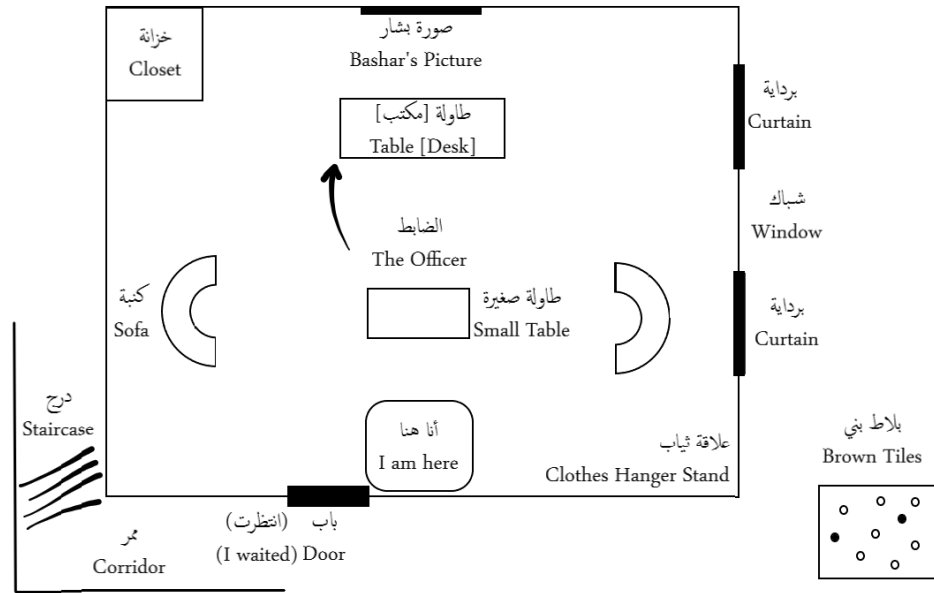 خزانة
Closet
صورة بشار
Bashar's Picture
طاولة [مكتب]
Table [Desk]
برداية
Curtain
شباك
Window
الضابط
The Officer
كنبة
Sofa
طاولة صغيرة
Small Table
برداية
Curtain
درج
Staircase
أنا هنا
I am here
علاقة ثياب
Clothes Hanger Stand
بلاط بني
Brown Tiles
باب (انتظرت)
(I waited) Door
ممر
Corridor